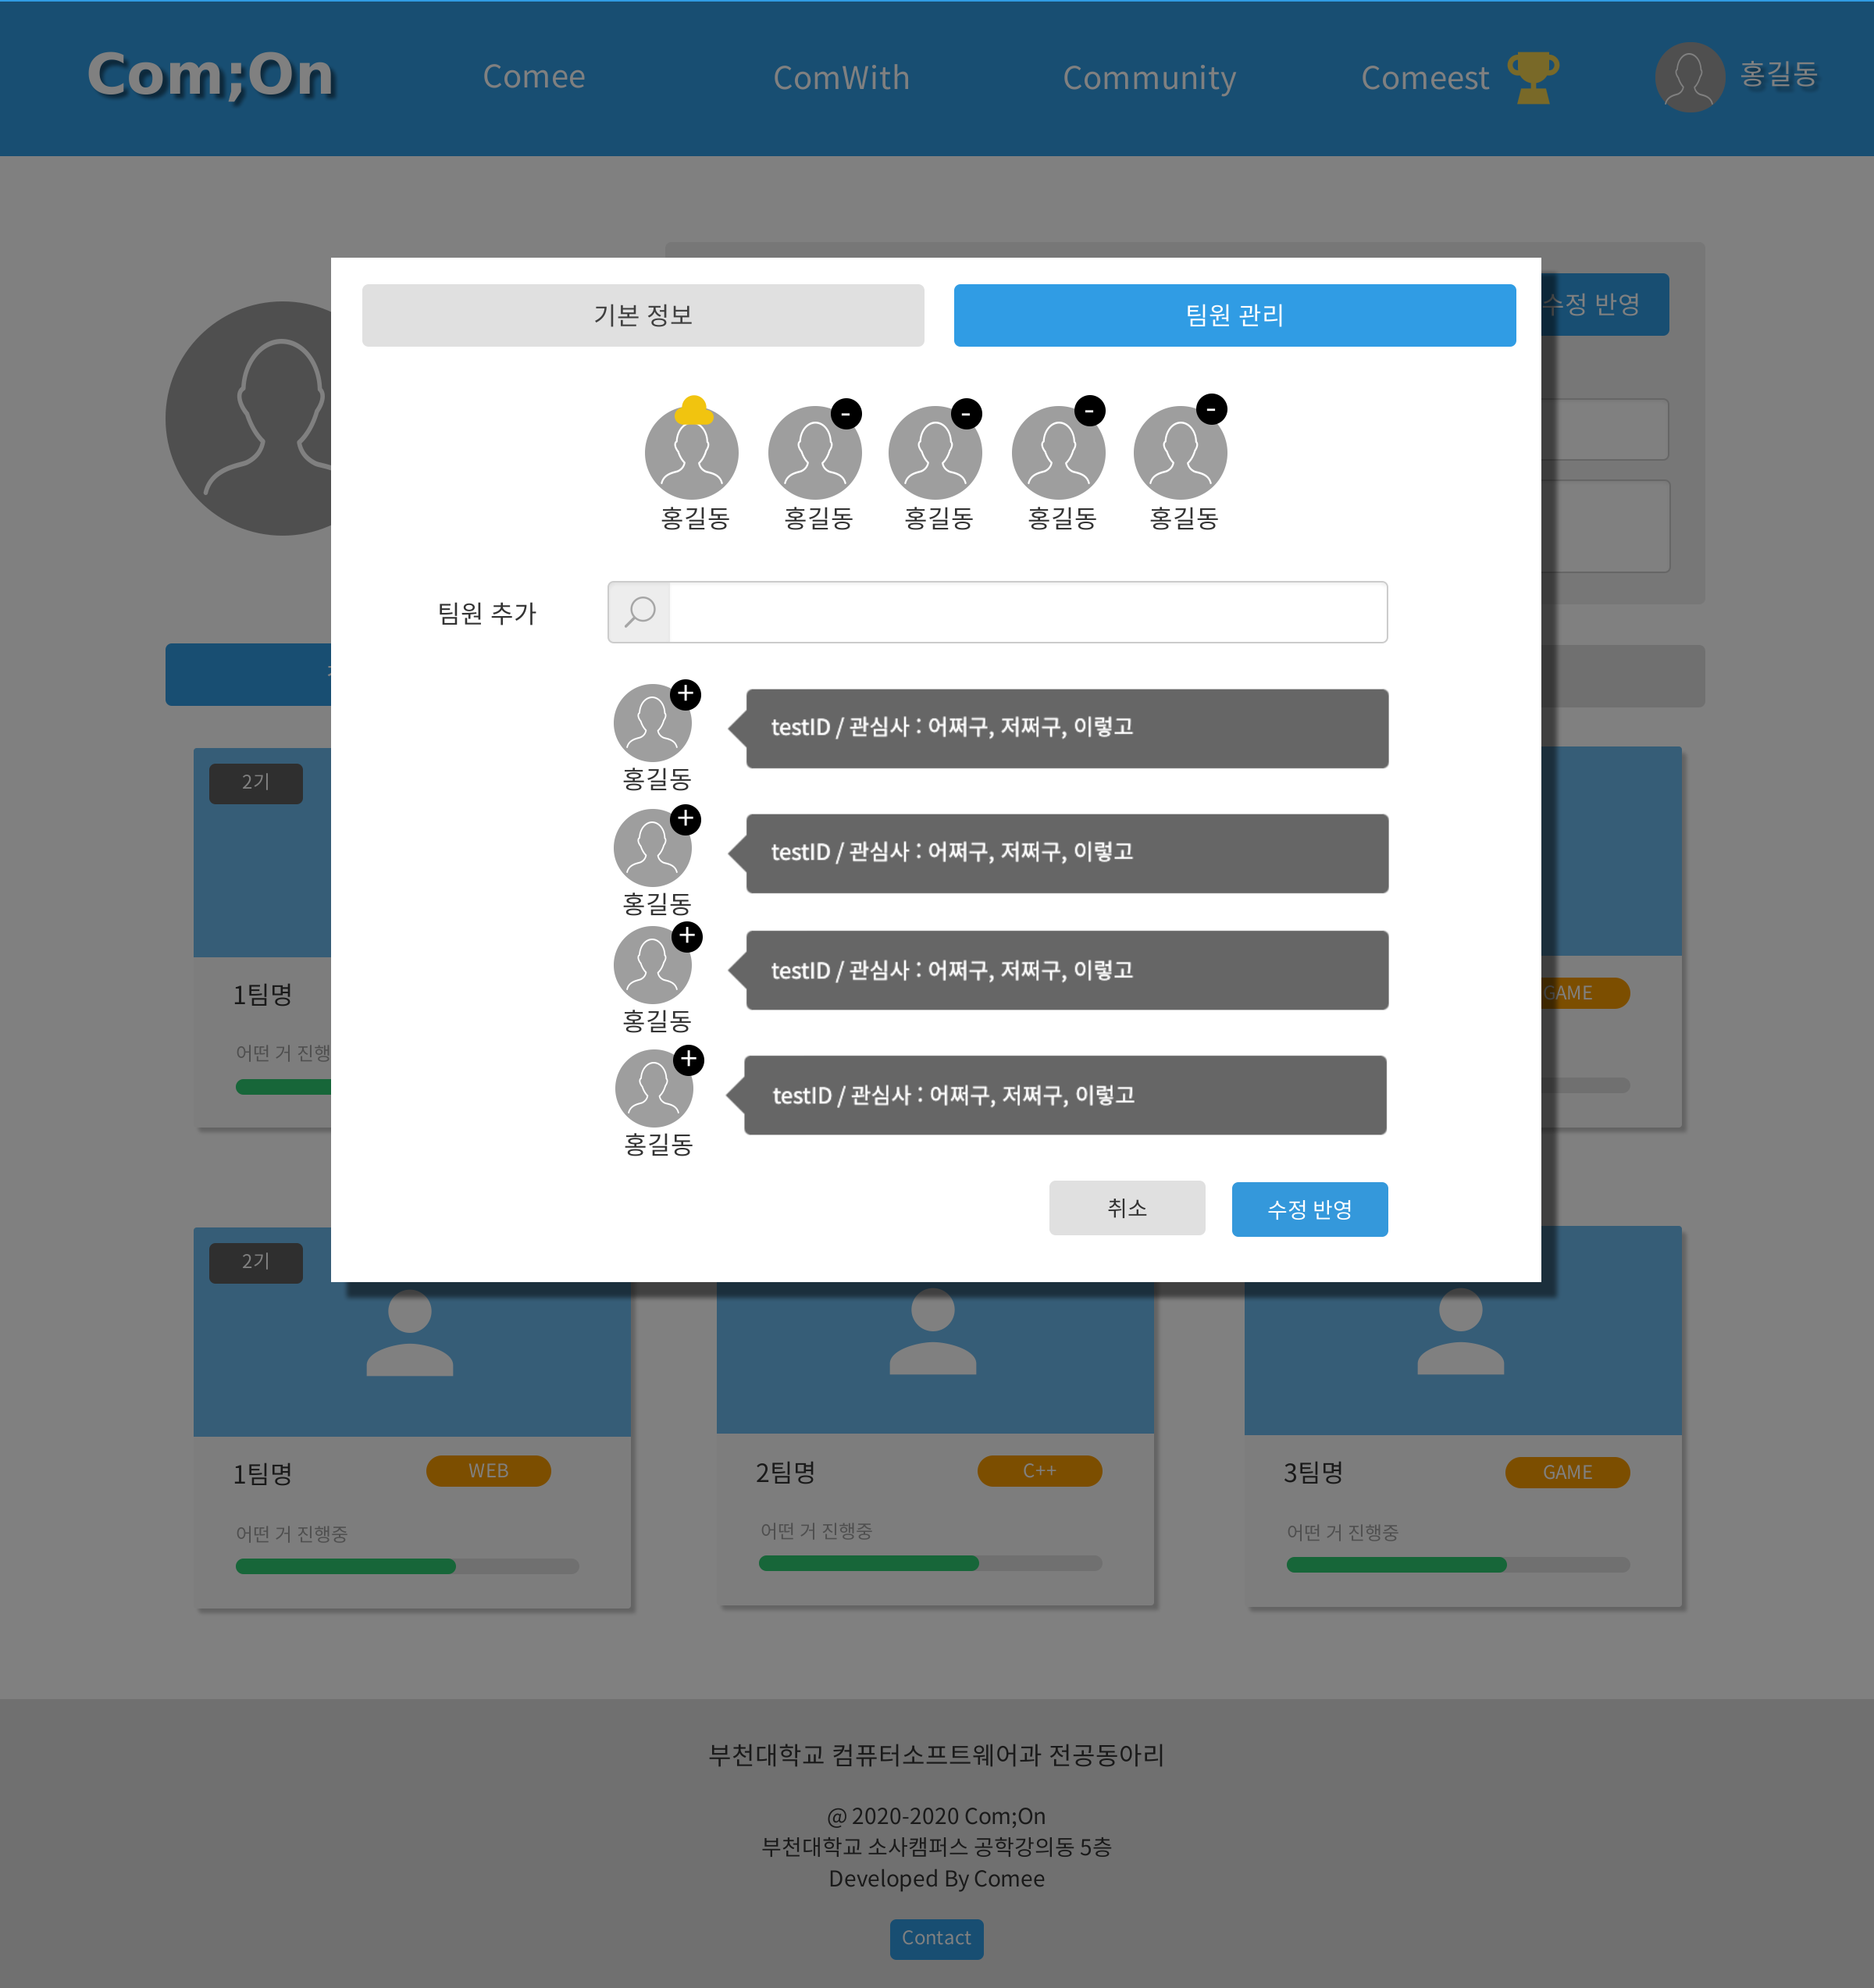 Com;On
Comee
ComWith
Community
Comeest
홍길동
수정 반영
기본 정보
팀원 관리
-
-
-
-
홍길동
홍길동
홍길동
홍길동
홍길동
팀원 추가
+
testID / 관심사 : 어쩌구, 저쩌구, 이렇고
홍길동
+
testID / 관심사 : 어쩌구, 저쩌구, 이렇고
홍길동
+
testID / 관심사 : 어쩌구, 저쩌구, 이렇고
홍길동
+
testID / 관심사 : 어쩌구, 저쩌구, 이렇고
홍길동
취소
수정 반영
2기
1팀명
어떤 거 진행
GAME
2기
1팀명
WEB
어떤 거 진행중
2팀명
C++
어떤 거 진행중
3팀명
GAME
어떤 거 진행중
부천대학교 컴퓨터소프트웨어과 전공동아리
@ 2020-2020 Com;On
부천대학교 소사캠퍼스 공학강의동 5층
Developed By Comee
Contact